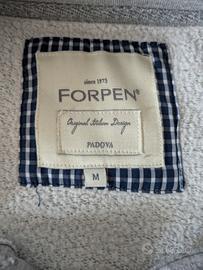 since 1973
FORPEN®
Original Italian Design
PADOVA
M